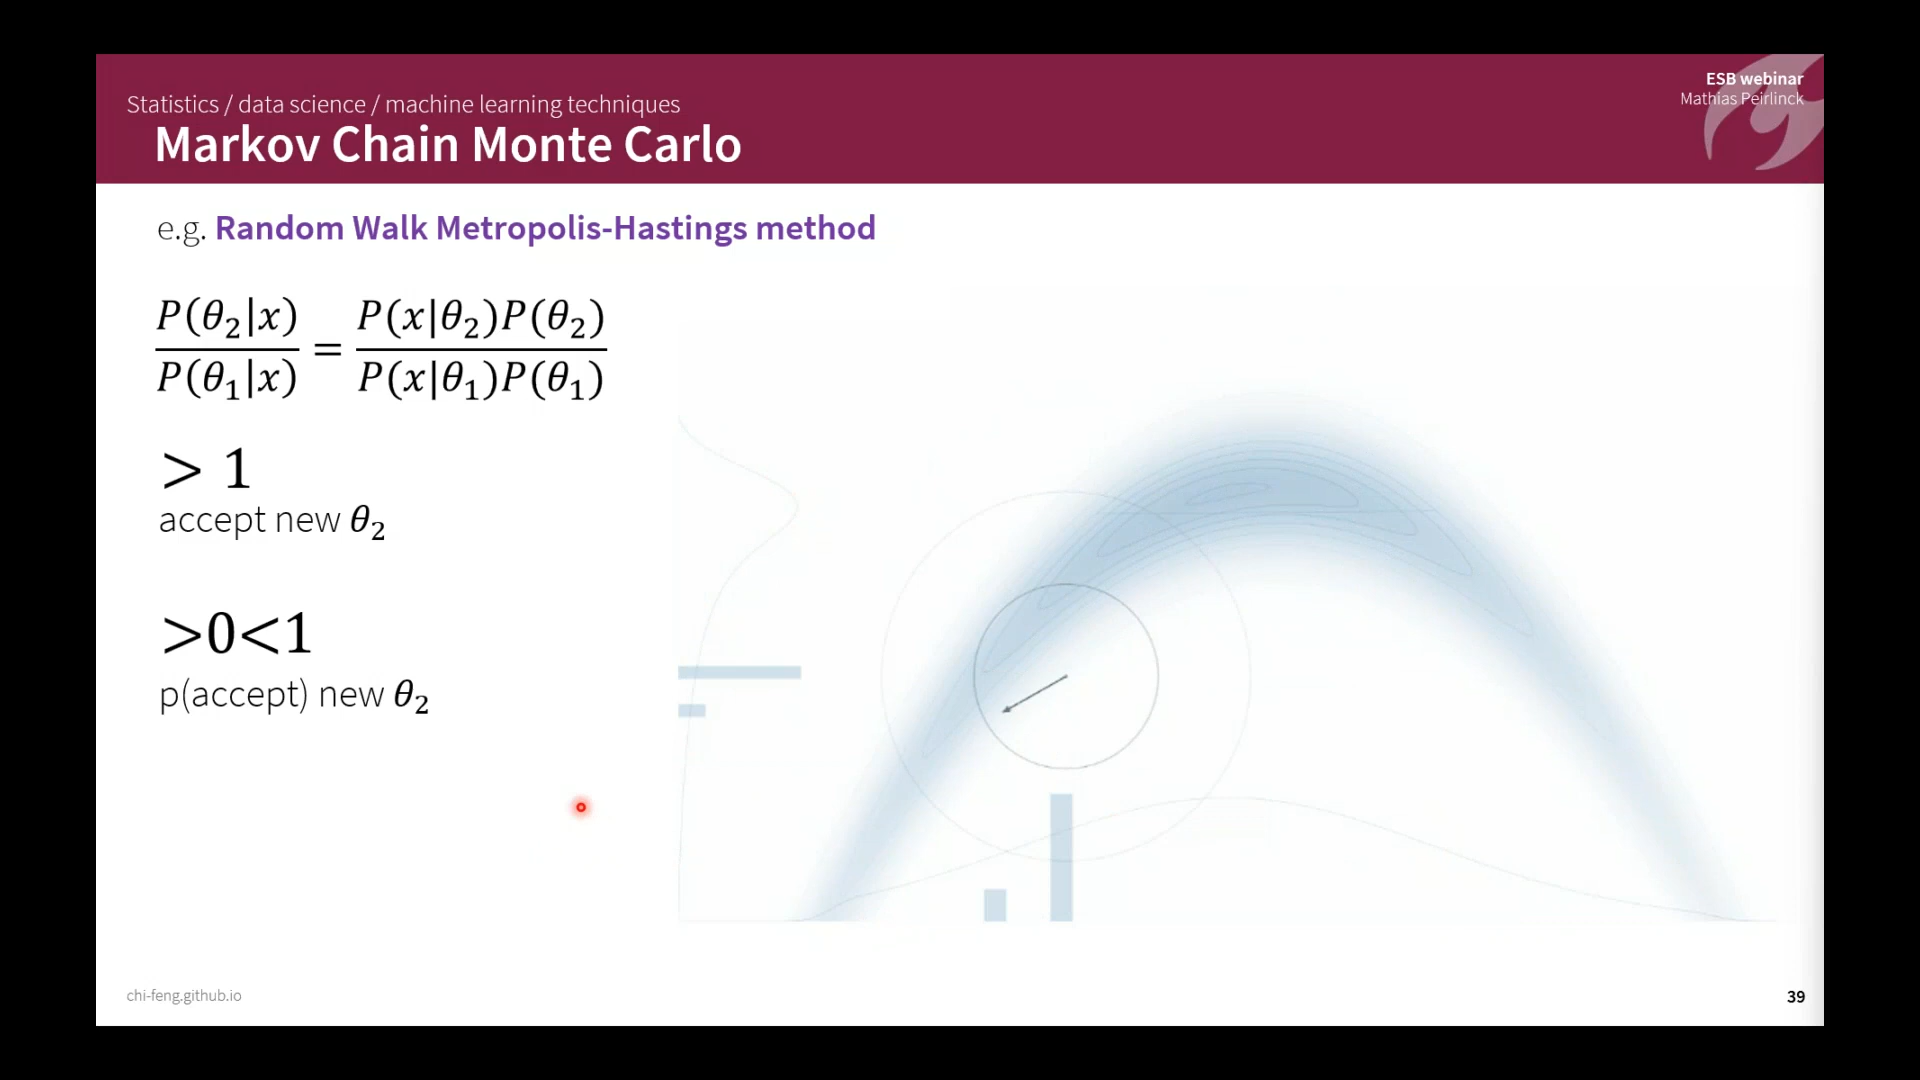 ESB webinar
Mathias Peirlinck
Statistics / data science / machine learning techniques
Markov Chain Monte Carlo
e.g. Random Walk Metropolis-Hastings method
P(θ₂|x) / P(θ₁|x) = P(x|θ₂)P(θ₂) / P(x|θ₁)P(θ₁)
> 1
accept new θ₂
>0<1
p(accept) new θ₂
chi-feng.github.io
39